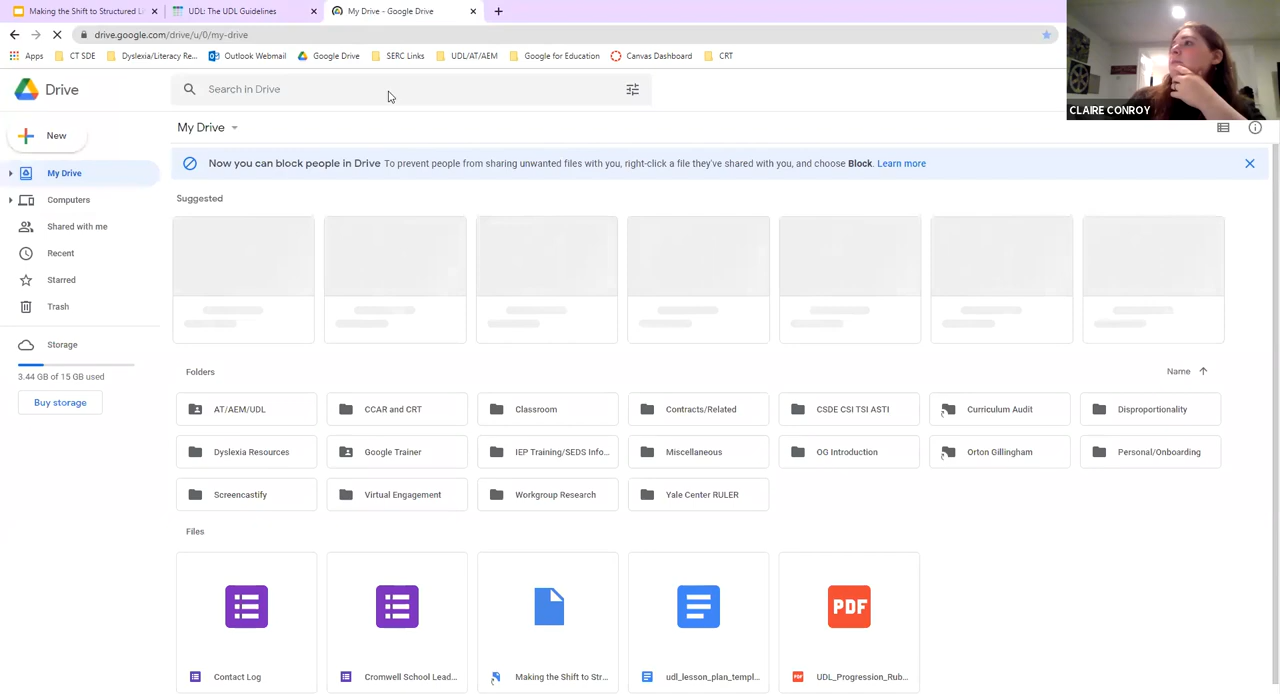 Making the Shift to Structured Li
UDL: The UDL Guidelines
My Drive - Google Drive
drive.google.com/drive/u/0/my-drive
Apps CT SDE Dyslexia/Literacy Re... Outlook Webmail Google Drive SERC Links UDL/AT/AEM Google for Education Canvas Dashboard CRT
CLAIRE CONROY
Drive
Search in Drive
New
My Drive
Computers
Shared with me
Recent
Starred
Trash
Storage
3.44 GB of 15 GB used
Buy storage
My Drive
Now you can block people in Drive To prevent people from sharing unwanted files with you, right-click a file they've shared with you, and choose Block. Learn more
Suggested
Folders
Name
AT/AEM/UDL CCAR and CRT Classroom Contracts/Related CSDE CSI TSI ASTI Curriculum Audit Disproportionality
Dyslexia Resources Google Trainer IEP Training/SEDS Info... Miscellaneous OG Introduction Orton Gillingham Personal/Onboarding
Screencastify Virtual Engagement Workgroup Research Yale Center RULER
Files
PDF
Contact Log Cromwell School Lead... Making the Shift to Str... udl_lesson_plan_templ... UDL_Progression_Rub...